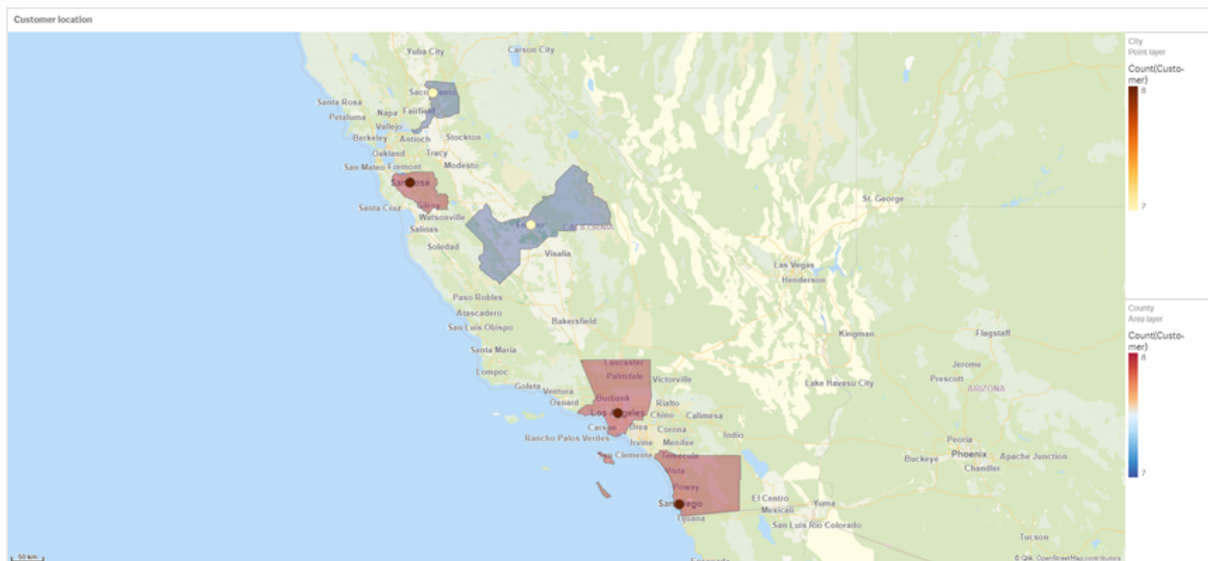 Customer location
Yuba City
Carson City
Sacramento
Santa Rosa
Napa
Fairfield
Petaluma
Vallejo
Berkeley
Antioch
Stockton
Oakland
Tracy
San Mateo
Fremont
Modesto
San Jose
Santa Cruz
Gilroy
Watsonville
Salinas
Soledad
Fresno
CALIFORNIA
Visalia
St. George
Las Vegas
Henderson
Paso Robles
Atascadero
San Luis Obispo
Bakersfield
Kingman
Flagstaff
Santa Maria
Lompoc
Lancaster
Palmdale
Victorville
Lake Havasu City
Jerome
Prescott
ARIZONA
Goleta
Ventura
Oxnard
Burbank
Rialto
Los Angeles
Chino
Calimesa
Carson
Brea
Corona
Rancho Palos Verdes
Irvine
Menifee
Indio
San Clemente
Temecula
Vista
Poway
Peoria
Buckeye
Phoenix
Apache Junction
Chandler
San Diego
Tijuana
El Centro
Mexicali
Yuma
San Luis Rio Colorado
Tucson
Ensenada
50 km
© Qlik, OpenStreetMap contributors
City
Point layer
Count(Custo-
mer)
8
7
County
Area layer
Count(Custo-
mer)
8
7